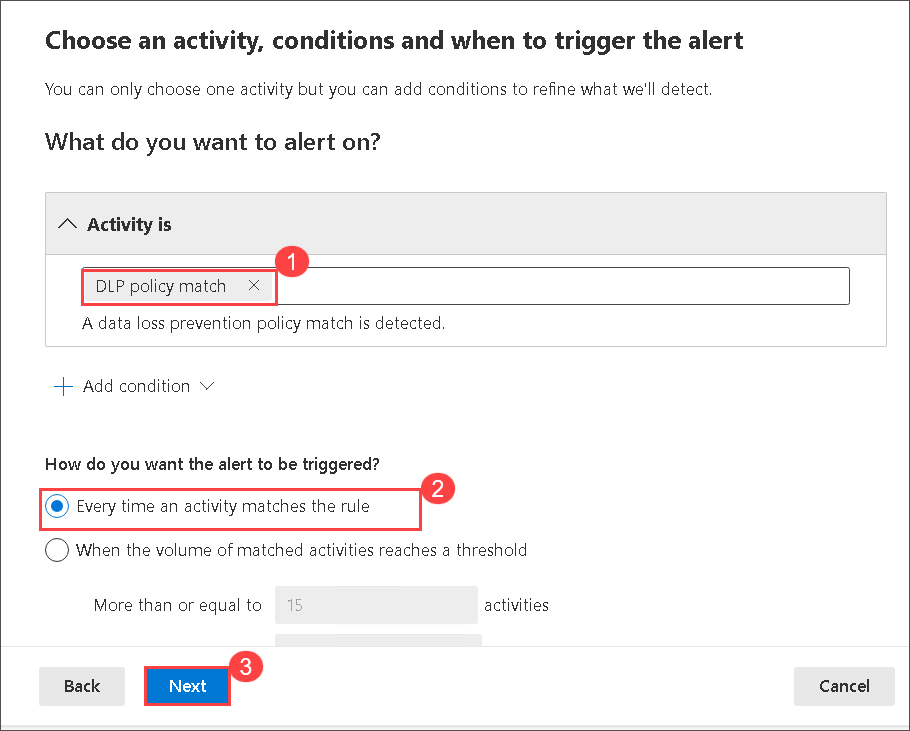 Choose an activity, conditions and when to trigger the alert
You can only choose one activity but you can add conditions to refine what we'll detect.
What do you want to alert on?
Activity is
1
DLP policy match
A data loss prevention policy match is detected.
Add condition
How do you want the alert to be triggered?
2
Every time an activity matches the rule
When the volume of matched activities reaches a threshold
More than or equal to 15 activities
3
Back Next Cancel